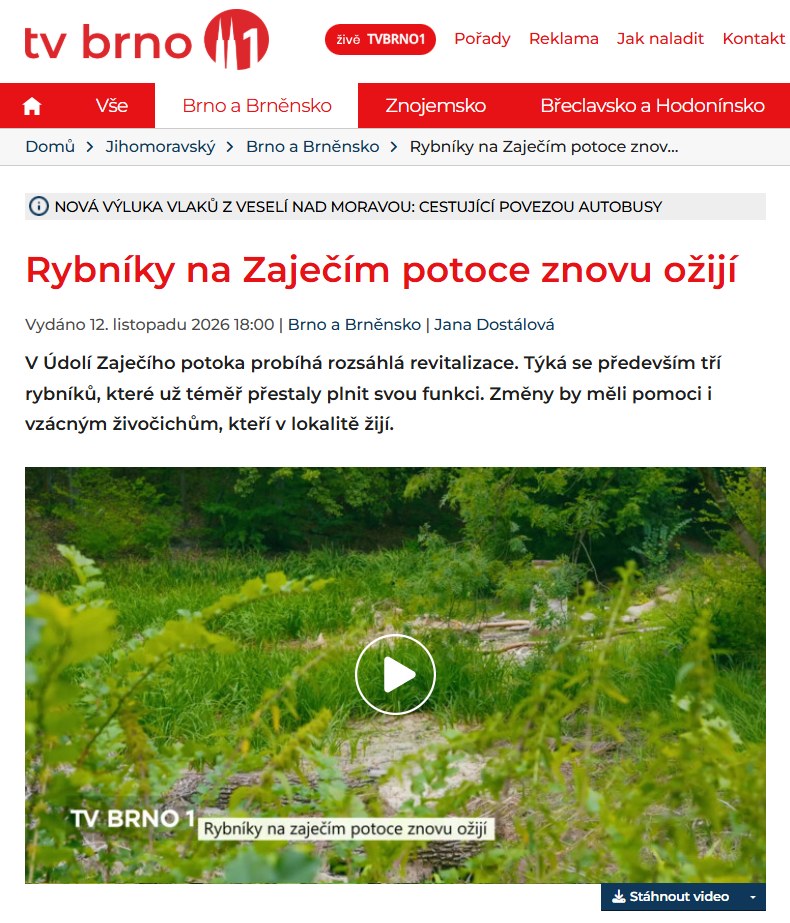 tv brno 1
živě TVBRNO1
Pořady
Reklama
Jak naladit
Kontakt
Vše
Brno a Brněnsko
Znojemsko
Břeclavsko a Hodonínsko
Domů > Jihomoravský > Brno a Brněnsko > Rybníky na Zaječím potoce znov...
NOVÁ VÝLUKA VLAKŮ Z VESELÍ NAD MORAVOU: CESTUJÍCÍ POVEZOU AUTOBUSY
Rybníky na Zaječím potoce znovu ožijí
Vydáno 12. listopadu 2026 18:00 | Brno a Brněnsko | Jana Dostálová
V Údolí Zaječího potoka probíhá rozsáhlá revitalizace. Týká se především tří
rybníků, které už téměř přestaly plnit svou funkci. Změny by měli pomoci i
vzácným živočichům, kteří v lokalitě žijí.
TV BRNO 1
Rybníky na zaječím potoce znovu ožijí
Stáhnout video